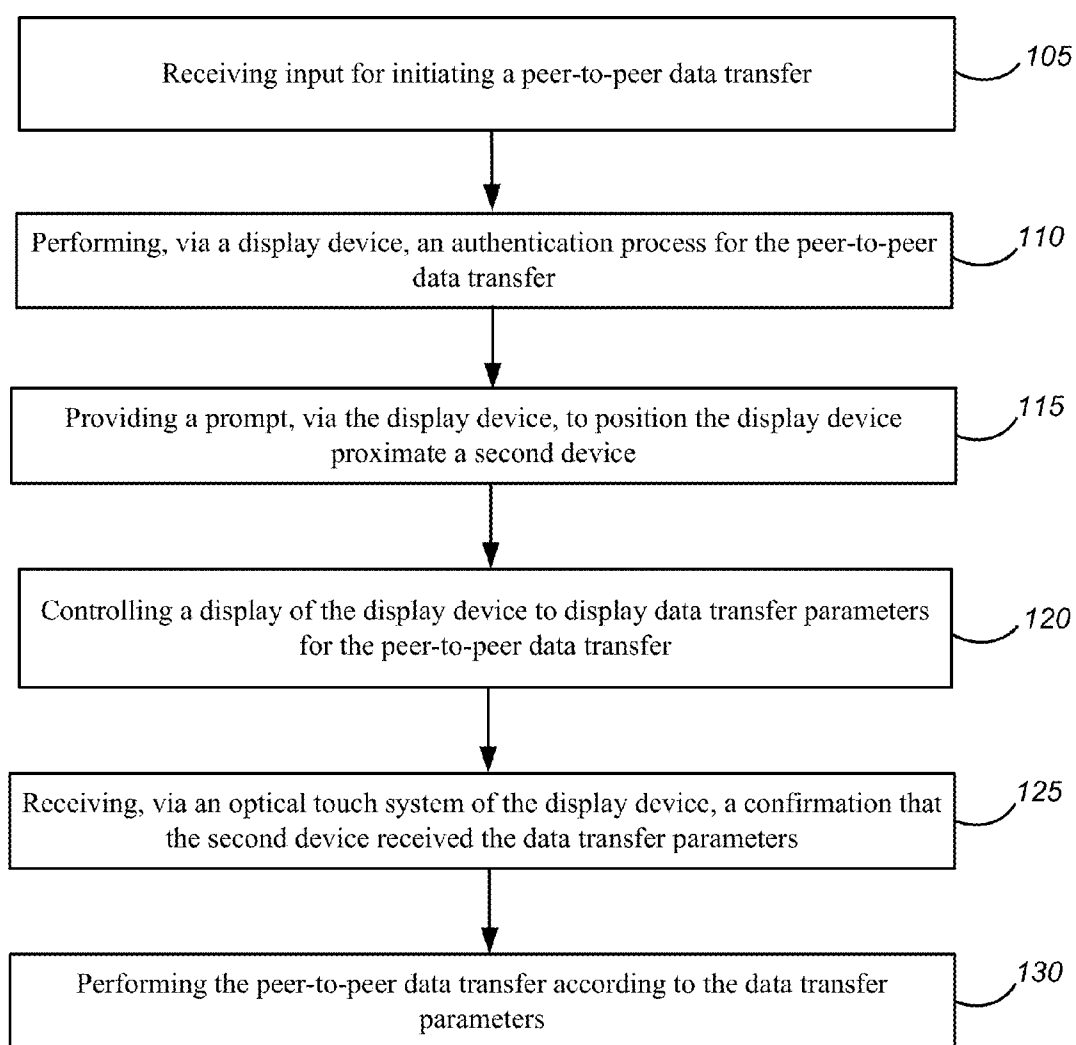 Receiving input for initiating a peer-to-peer data transfer
105
Performing, via a display device, an authentication process for the peer-to-peer
data transfer
110
Providing a prompt, via the display device, to position the display device
proximate a second device
115
Controlling a display of the display device to display data transfer parameters
for the peer-to-peer data transfer
120
Receiving, via an optical touch system of the display device, a confirmation that
the second device received the data transfer parameters
125
Performing the peer-to-peer data transfer according to the data transfer
parameters
130